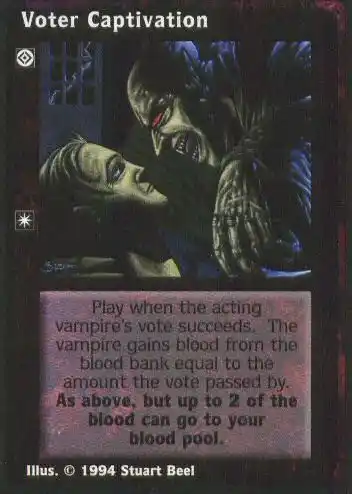 Voter Captivation
Play when the acting
vampire's vote succeeds. The
vampire gains blood from the
blood bank equal to the
amount the vote passed by.
As above, but up to 2 of the
blood can go to your
blood pool.
Illus. © 1994 Stuart Beel